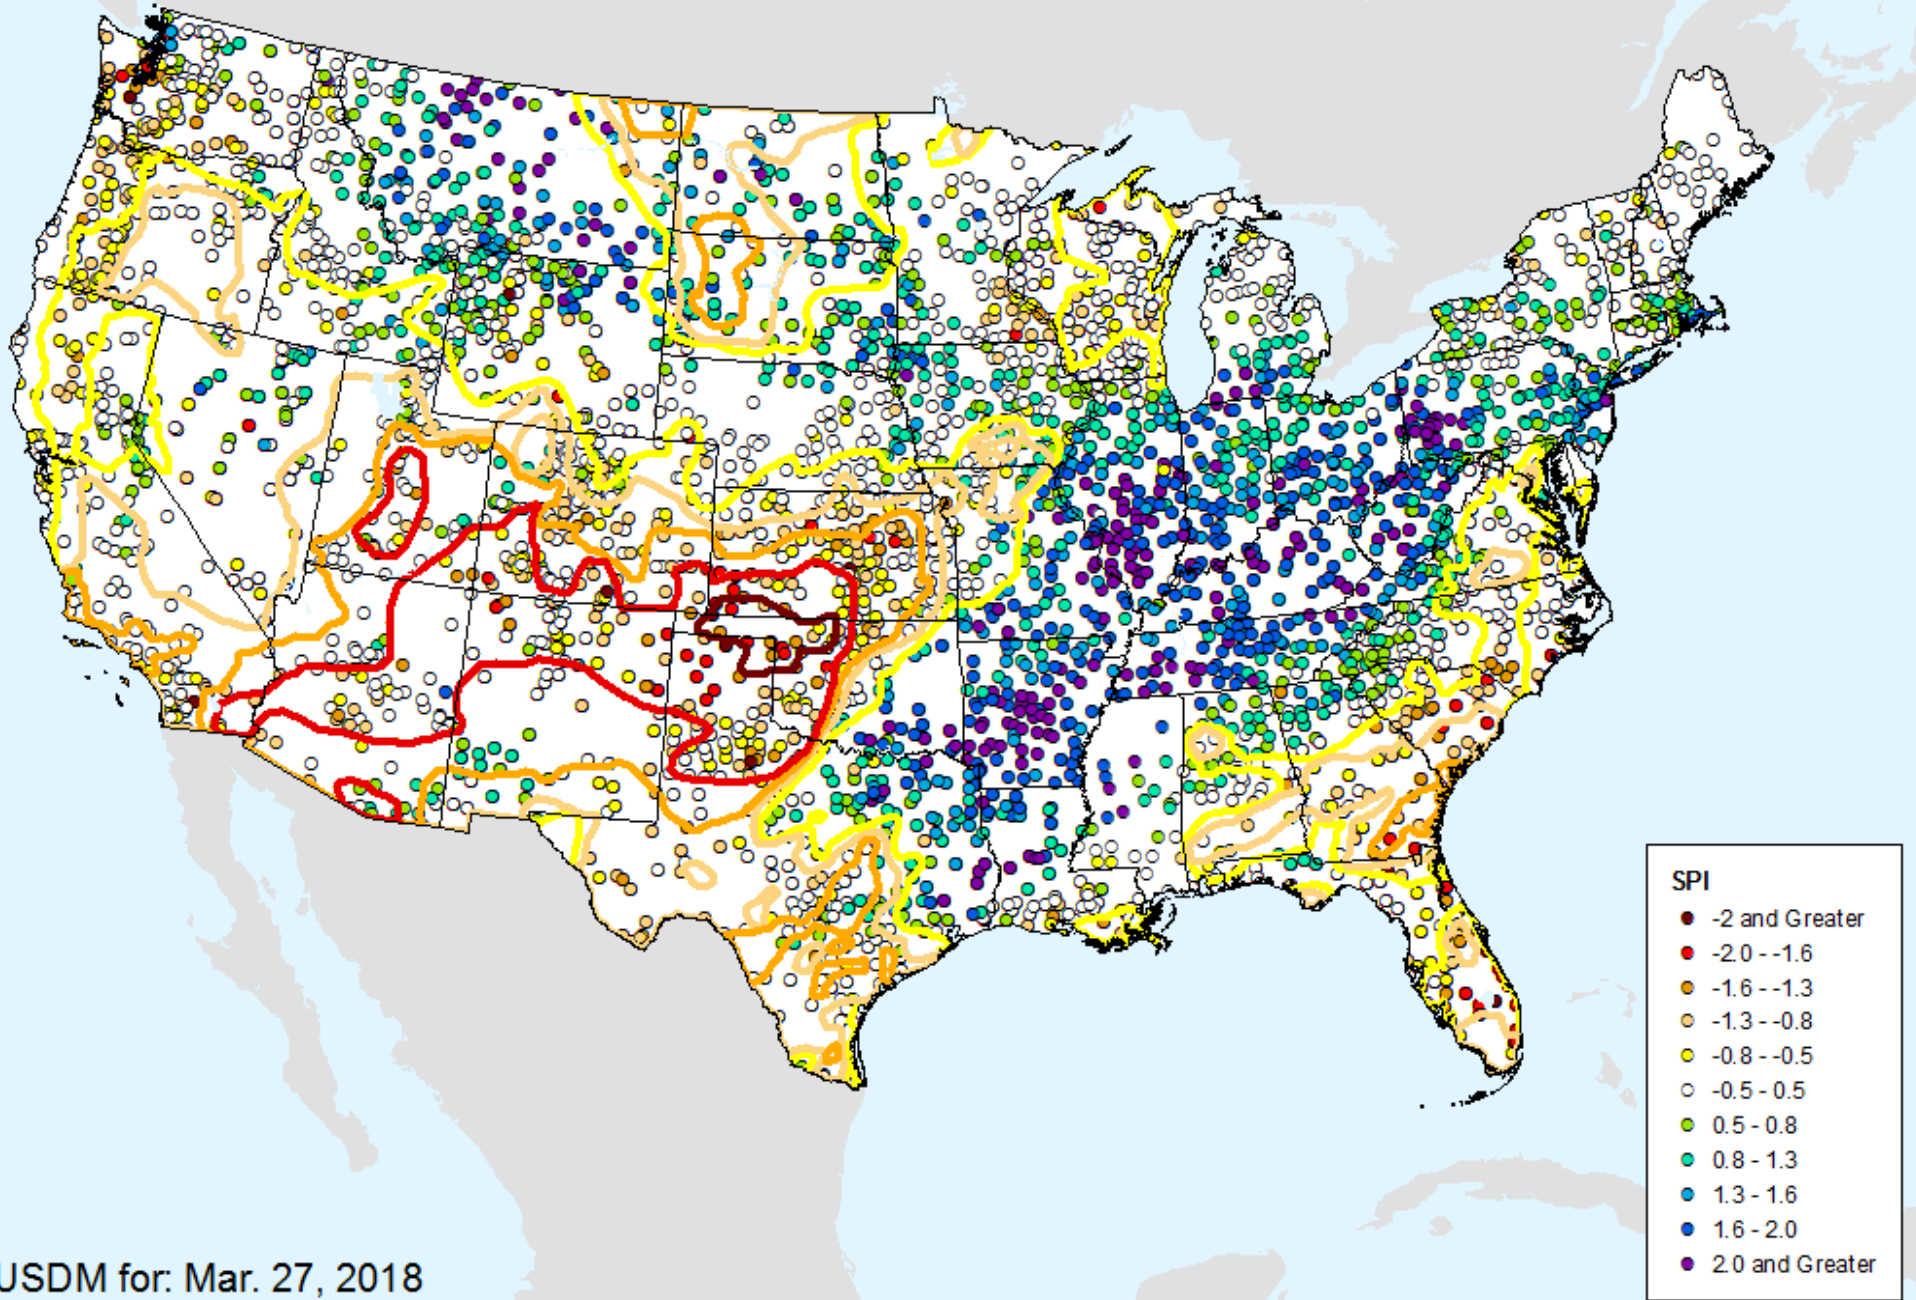 SPI
-2 and Greater
-2.0 - -1.6
-1.6 - -1.3
-1.3 - -0.8
-0.8 - -0.5
-0.5 - 0.5
0.5 - 0.8
0.8 - 1.3
1.3 - 1.6
1.6 - 2.0
2.0 and Greater
USDM for: Mar. 27, 2018